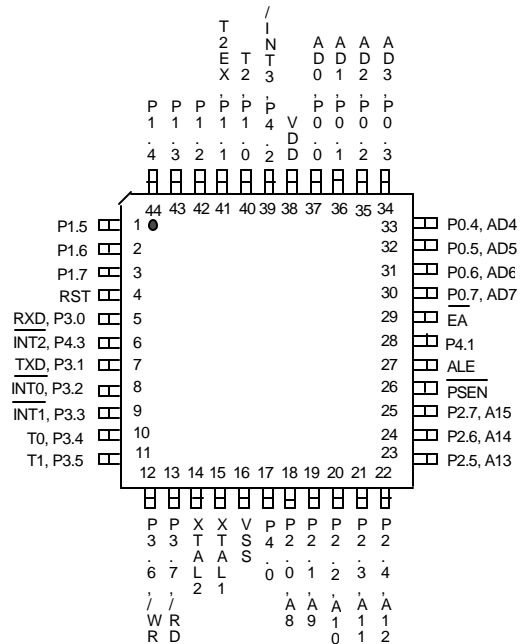 P1.4
P1.3
P1.2
T2EX,P1.1
T2,P1.0
/INT3,P4.2
VDD
AD0,P0.0
AD1,P0.1
AD2,P0.2
AD3,P0.3
44 43 42 41 40 39 38 37 36 35 34
P1.5 1
P1.6 2
P1.7 3
RST 4
RXD, P3.0 5
INT2, P4.3 6
TXD, P3.1 7
INT0, P3.2 8
INT1, P3.3 9
T0, P3.4 10
T1, P3.5 11
33 P0.4, AD4
32 P0.5, AD5
31 P0.6, AD6
30 P0.7, AD7
29 EA
28 P4.1
27 ALE
26 PSEN
25 P2.7, A15
24 P2.6, A14
23 P2.5, A13
12 13 14 15 16 17 18 19 20 21 22
P3.6,/WR
P3.7,/RD
XTAL2
XTAL1
VSS
P4.0
P2.0,A8
P2.1,A9
P2.2,A10
P2.3,A11
P2.4,A12